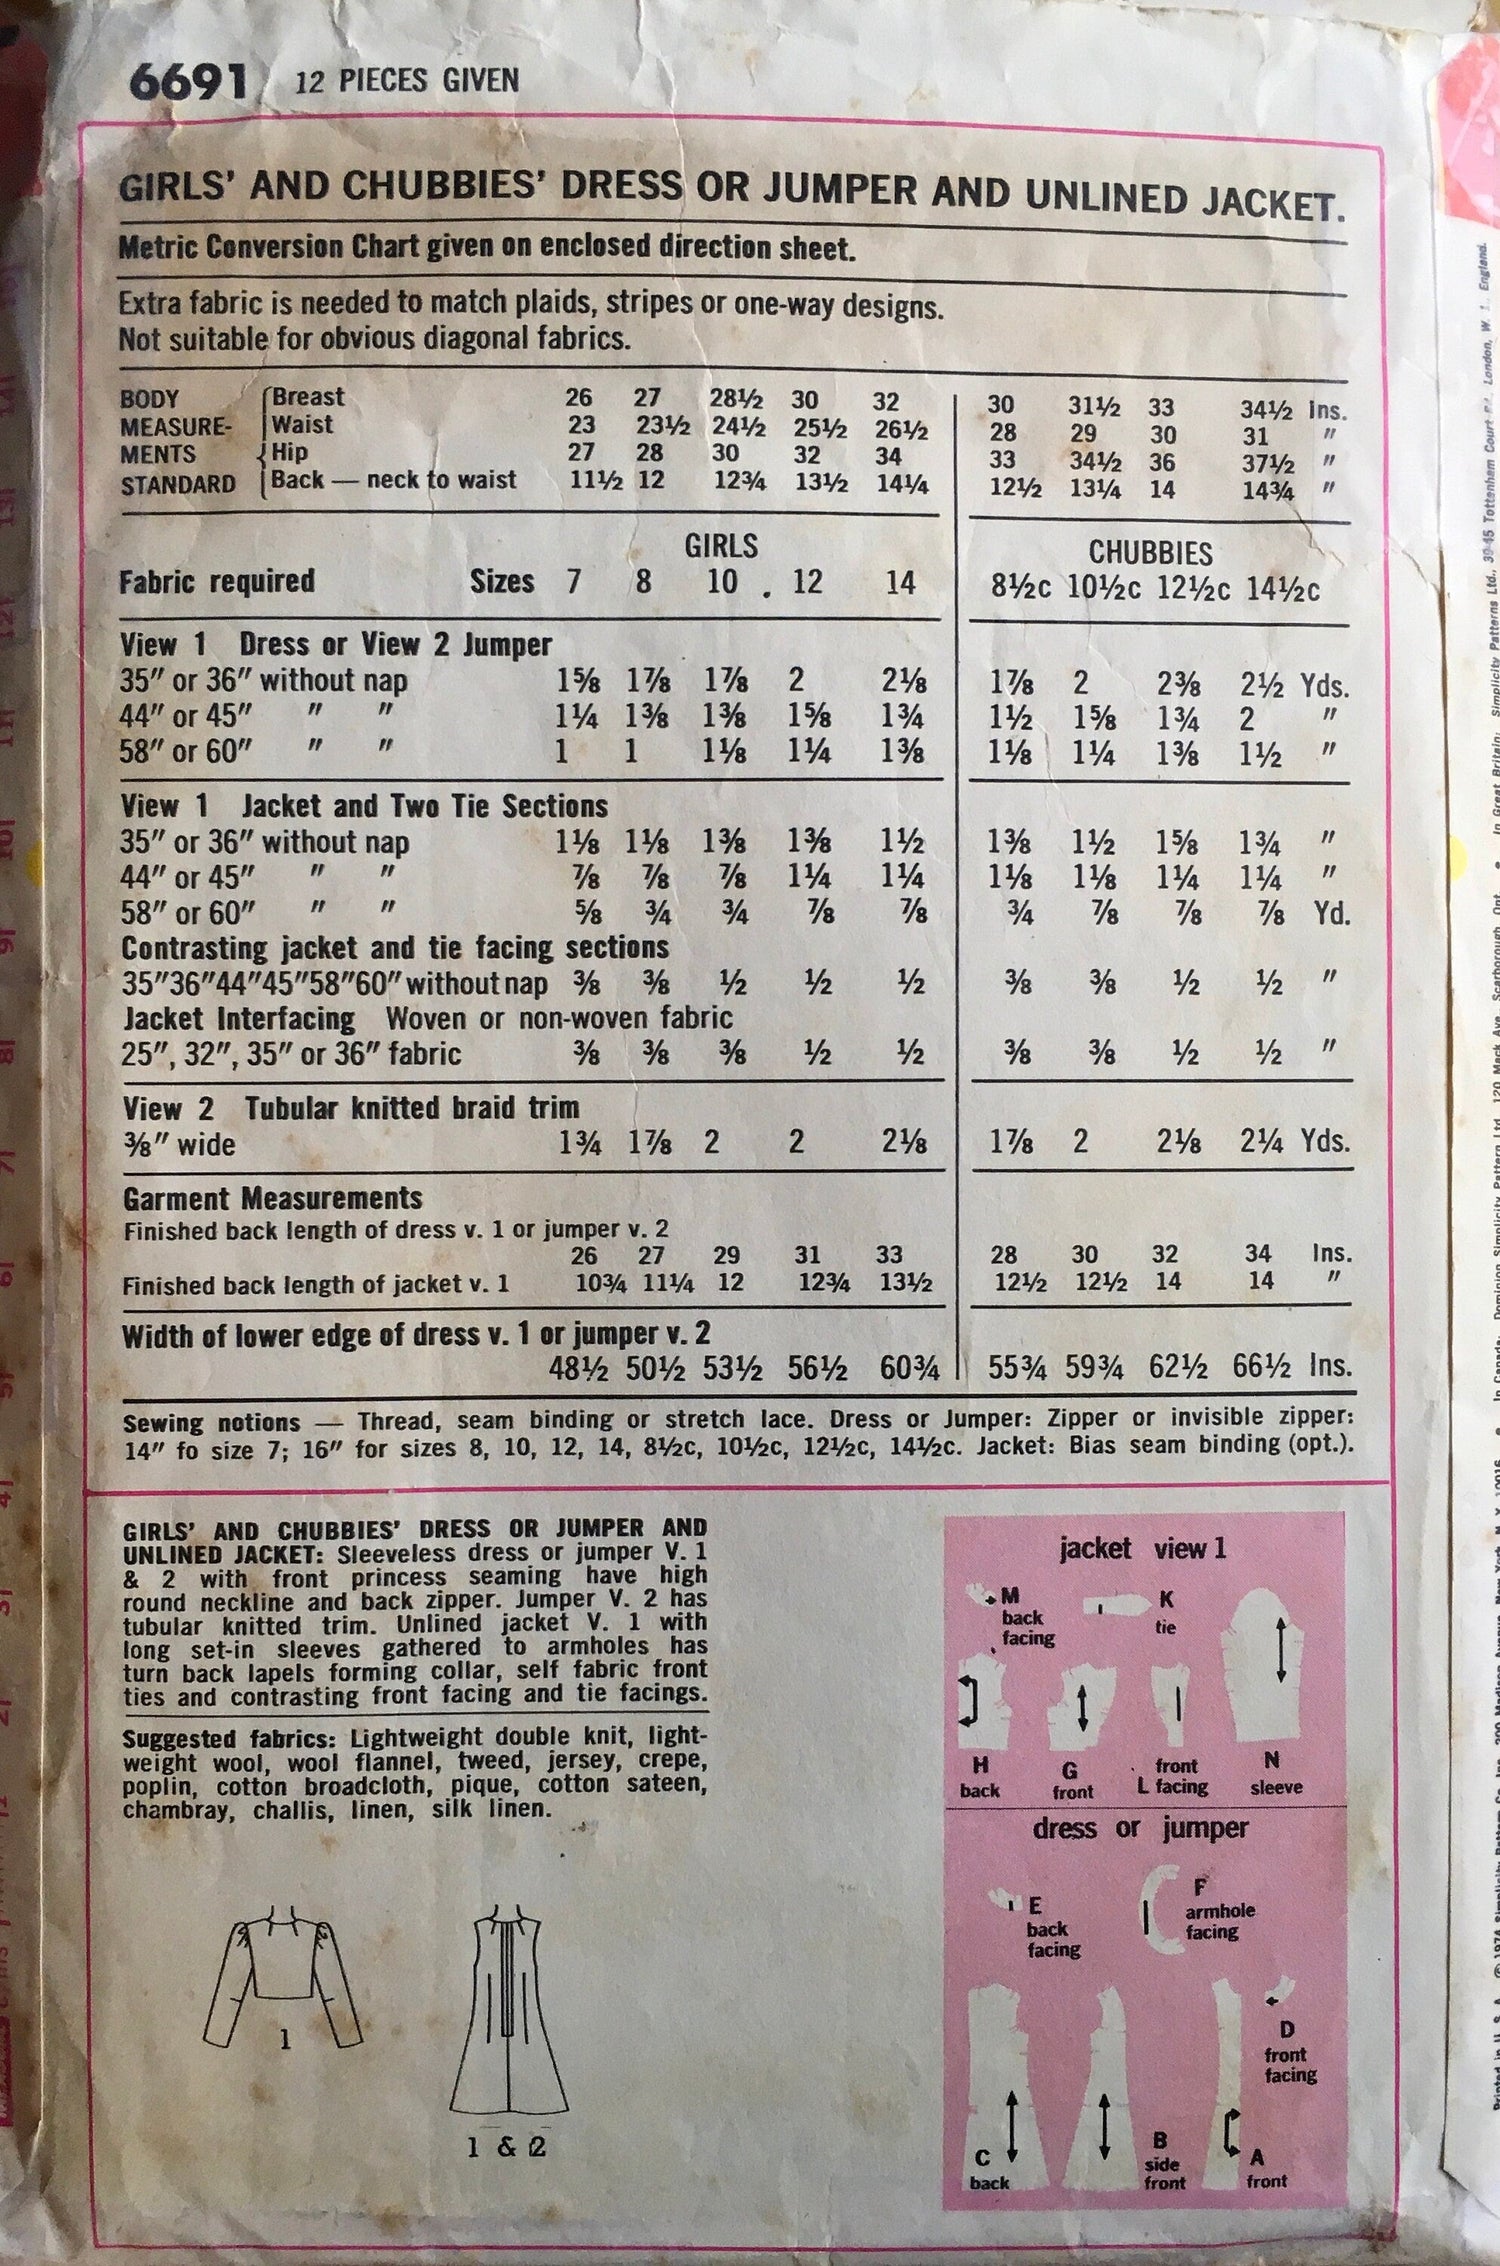 6691 12 PIECES GIVEN
GIRLS' AND CHUBBIES' DRESS OR JUMPER AND UNLINED JACKET.
Metric Conversion Chart given on enclosed direction sheet.
Extra fabric is needed to match plaids, stripes or one-way designs.
Not suitable for obvious diagonal fabrics.
BODY Breast 26 27 28½ 30 32 30 31½ 33 34½ Ins.
MEASURE- Waist 23 23½ 24½ 25½ 26½ 28 29 30 31 "
MENTS Hip 27 28 30 32 34 33 34½ 36 37½ "
STANDARD Back — neck to waist 11½ 12 12¾ 13½ 14¼ 12½ 13¼ 14 14¾ "
GIRLS CHUBBIES
Fabric required Sizes 7 8 10 . 12 14 8½c 10½c 12½c 14½c
View 1 Dress or View 2 Jumper
35" or 36" without nap 1⅝ 1⅞ 1⅞ 2 2⅛ 1⅞ 2 2⅜ 2½ Yds.
44" or 45" " " 1¼ 1⅜ 1⅜ 1⅝ 1¾ 1½ 1⅝ 1¾ 2 "
58" or 60" " " 1 1 1⅛ 1¼ 1⅜ 1⅛ 1¼ 1⅜ 1½ "
View 1 Jacket and Two Tie Sections
35" or 36" without nap 1⅛ 1⅛ 1⅜ 1⅜ 1½ 1⅜ 1½ 1⅝ 1¾ "
44" or 45" " " ⅞ ⅞ ⅞ 1¼ 1¼ 1⅛ 1⅛ 1¼ 1¼ "
58" or 60" " " ⅝ ¾ ¾ ⅞ ⅞ ¾ ⅞ ⅞ ⅞ Yd.
Contrasting jacket and tie facing sections
35"36"44"45"58"60" without nap ⅜ ⅜ ½ ½ ½ ⅜ ⅜ ½ ½ "
Jacket Interfacing Woven or non-woven fabric
25", 32", 35" or 36" fabric ⅜ ⅜ ⅜ ½ ½ ⅜ ⅜ ½ ½ "
View 2 Tubular knitted braid trim
⅜" wide 1¾ 1⅞ 2 2 2⅛ 1⅞ 2 2⅛ 2¼ Yds.
Garment Measurements
Finished back length of dress v. 1 or jumper v. 2
26 27 29 31 33 28 30 32 34 Ins.
Finished back length of jacket v. 1 10¾ 11¼ 12 12¾ 13½ 12½ 12½ 14 14 "
Width of lower edge of dress v. 1 or jumper v. 2
48½ 50½ 53½ 56½ 60¾ 55¾ 59¾ 62½ 66½ Ins.
Sewing notions — Thread, seam binding or stretch lace. Dress or Jumper: Zipper or invisible zipper:
14" fo size 7; 16" for sizes 8, 10, 12, 14, 8½c, 10½c, 12½c, 14½c. Jacket: Bias seam binding (opt.).
GIRLS' AND CHUBBIES' DRESS OR JUMPER AND
UNLINED JACKET: Sleeveless dress or jumper V. 1
& 2 with front princess seaming have high
round neckline and back zipper. Jumper V. 2 has
tubular knitted trim. Unlined jacket V. 1 with
long set-in sleeves gathered to armholes has
turn back lapels forming collar, self fabric front
ties and contrasting front facing and tie facings.
Suggested fabrics: Lightweight double knit, light-
weight wool, wool flannel, tweed, jersey, crepe,
poplin, cotton broadcloth, pique, cotton sateen,
chambray, challis, linen, silk linen.
1
1 & 2
jacket view 1
M
back
facing
K
tie
H
back
G
front
front
L facing
N
sleeve
dress or jumper
E
back
facing
F
armhole
facing
D
front
facing
C
back
B
side
front
A
front